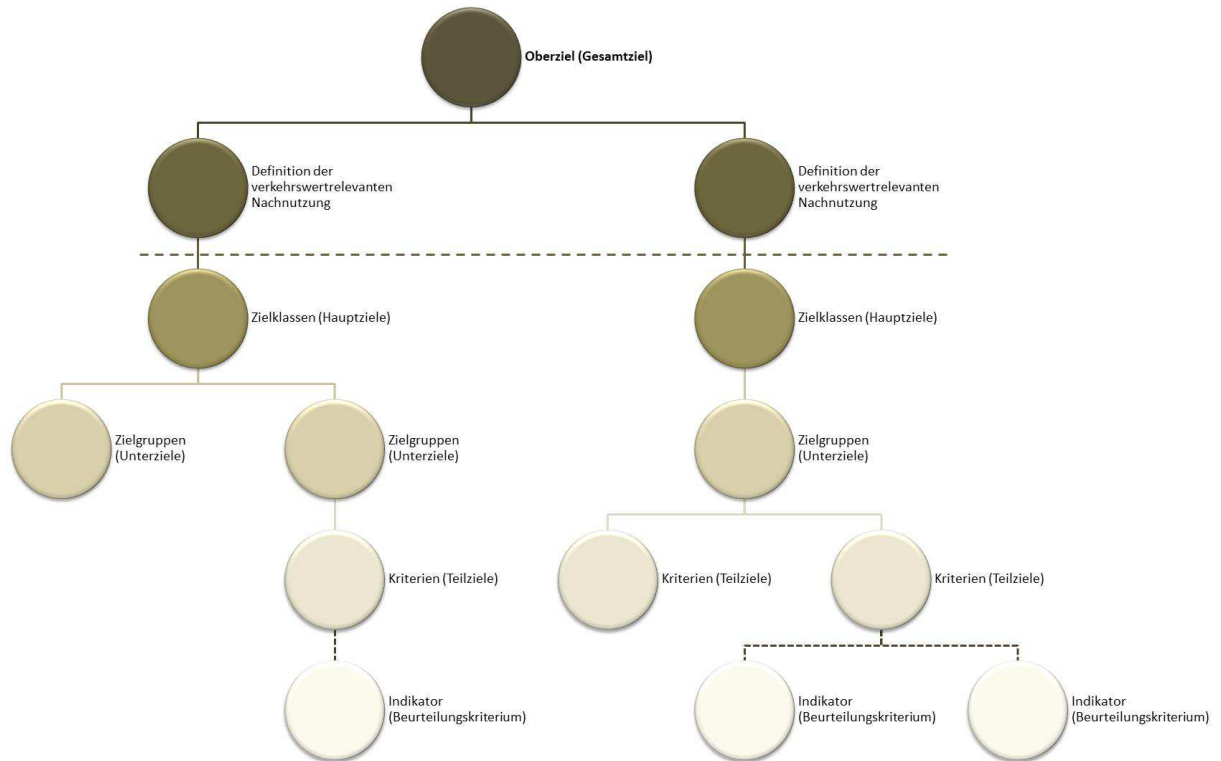 Oberziel (Gesamtziel)
Definition der
verkehrswertrelevanten
Nachnutzung
Definition der
verkehrswertrelevanten
Nachnutzung
Zielklassen (Hauptziele)
Zielklassen (Hauptziele)
Zielgruppen
(Unterziele)
Zielgruppen
(Unterziele)
Zielgruppen
(Unterziele)
Kriterien (Teilziele)
Kriterien (Teilziele)
Kriterien (Teilziele)
Indikator
(Beurteilungskriterium)
Indikator
(Beurteilungskriterium)
Indikator
(Beurteilungskriterium)